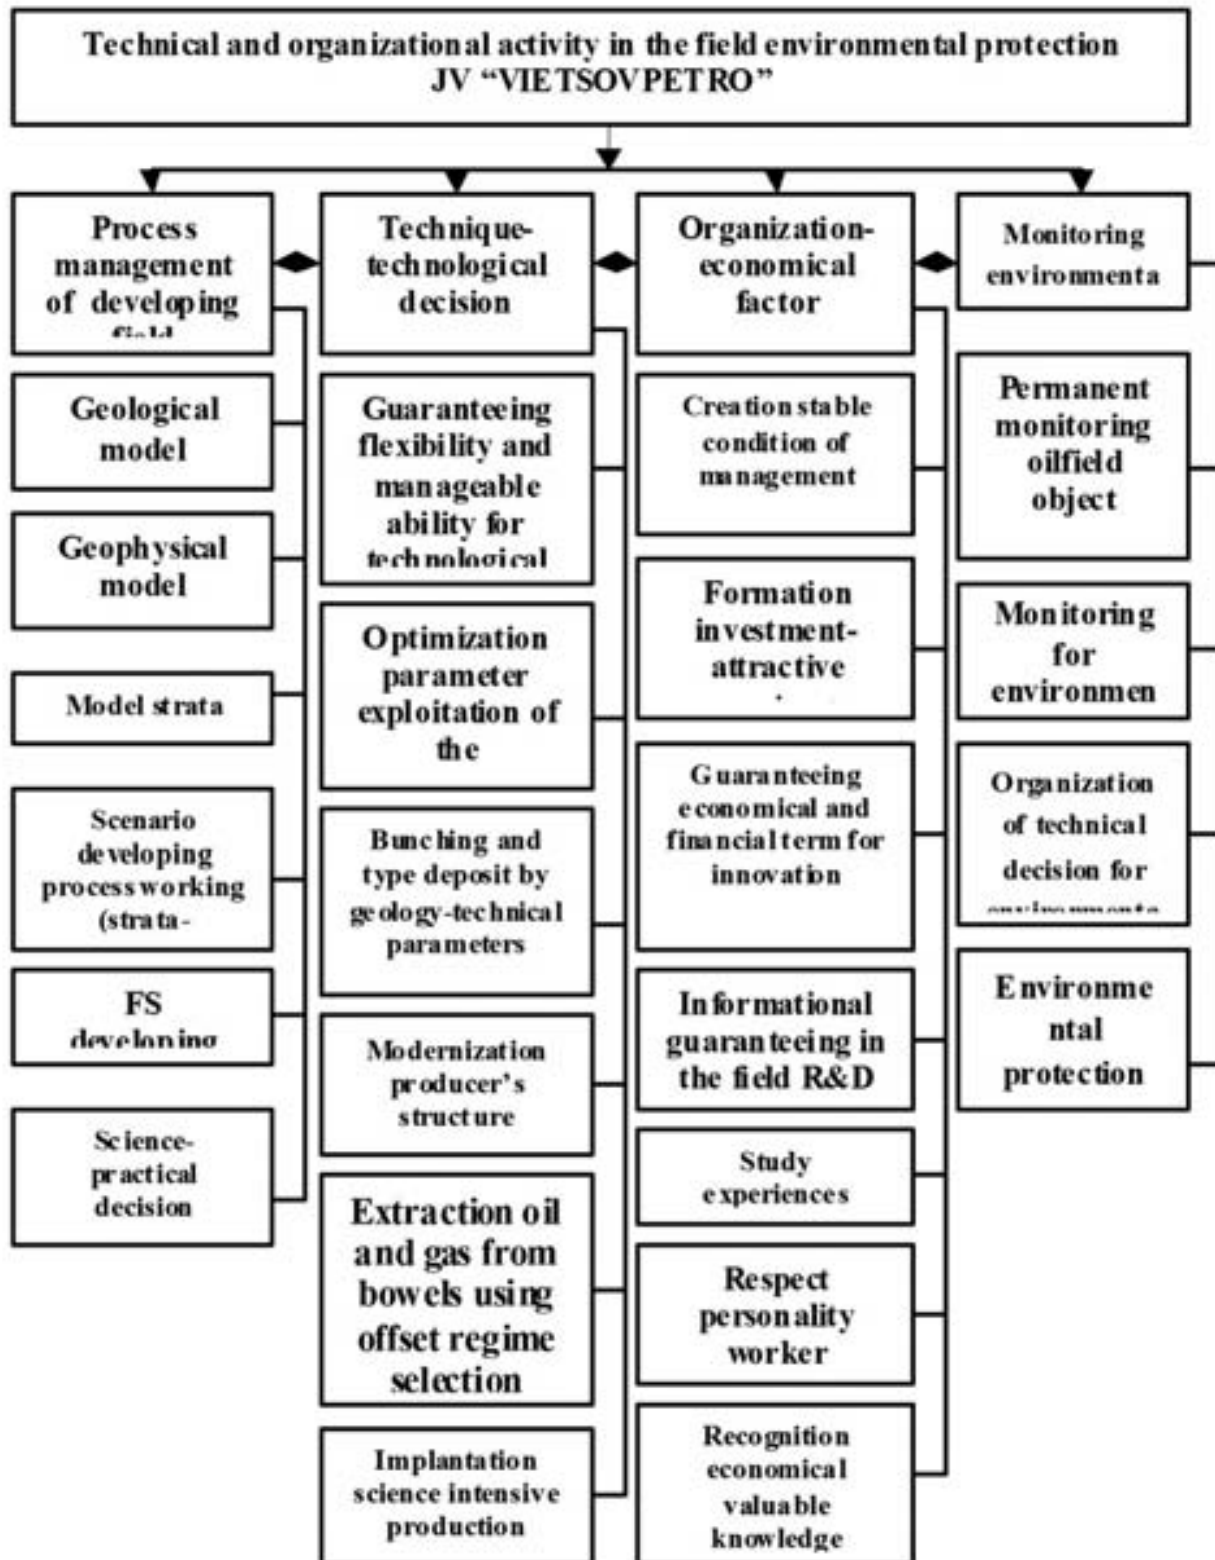 Technical and organizational activity in the field environmental protection
JV “VIETSOVPETRO”
Process
management
of developing
field
Geological
model
Geophysical
model
Model strata
Scenario
developing
process working
(strata-
FS
developing
Science-
practical
decision
Technique-
technological
decision
Guaranteeing
flexibility and
manageable
ability for
technological
Optimization
parameter
exploitation of
the
Bunching and
type deposit by
geology-technical
parameters
Modernization
producer’s
structure
Extraction oil
and gas from
bowels using
offset regime
selection
Implantation
science intensive
production
Organization-
economical
factor
Creation stable
condition of
management
Formation
investment-
attractive
Guaranteeing
economical and
financial term for
innovation
Informational
guaranteeing in
the field R&D
Study
experiences
Respect
personality
worker
Recognition
economical
valuable
knowledge
Monitoring
environmenta
Permanent
monitoring
oilfield
object
Monitoring
for
environmen
Organization
of technical
decision for
environmenta
Environme
ntal
protection